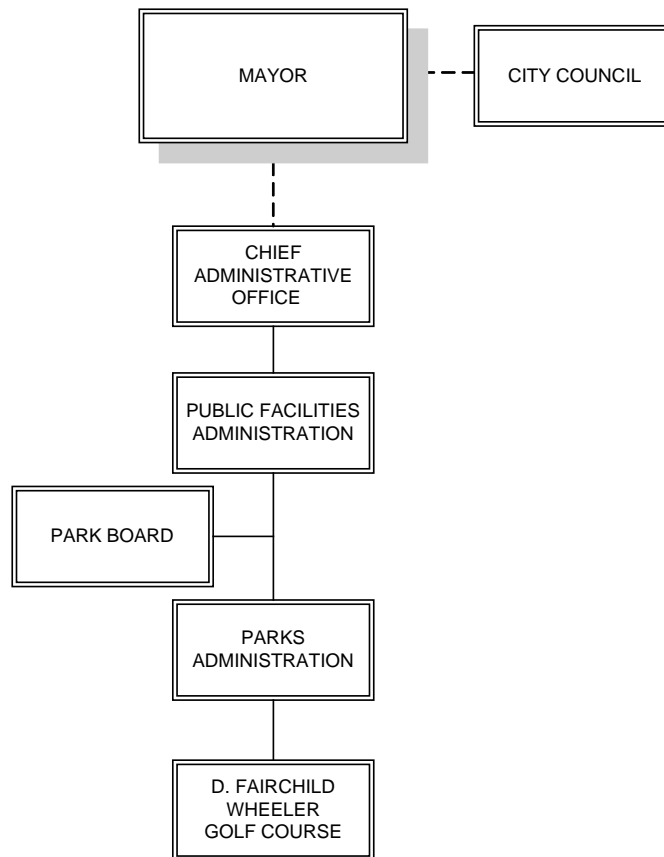 MAYOR
CITY COUNCIL
CHIEF
ADMINISTRATIVE
OFFICE
PUBLIC FACILITIES
ADMINISTRATION
PARK BOARD
PARKS
ADMINISTRATION
D. FAIRCHILD
WHEELER
GOLF COURSE